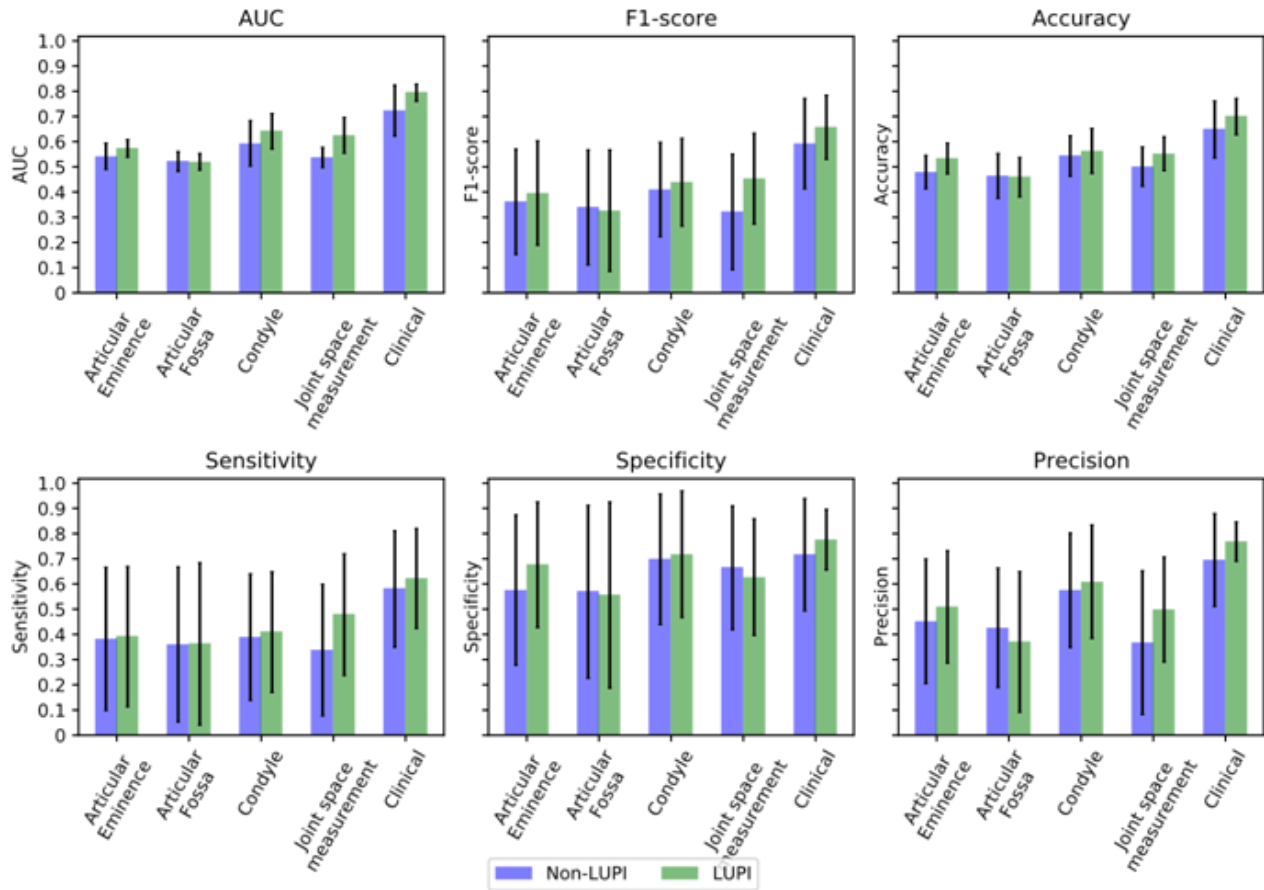 AUC
F1-score
Accuracy
1.0
0.9
0.8
0.7
0.6
0.5
0.4
0.3
0.2
0.1
0
AUC
F1-score
Accuracy
Articular
Eminence
Articular
Fossa
Condyle
Joint space
measurement
Clinical
Articular
Eminence
Articular
Fossa
Condyle
Joint space
measurement
Clinical
Articular
Eminence
Articular
Fossa
Condyle
Joint space
measurement
Clinical
Sensitivity
Specificity
Precision
1.0
0.9
0.8
0.7
0.6
0.5
0.4
0.3
0.2
0.1
0
Sensitivity
Specificity
Precision
Articular
Eminence
Articular
Fossa
Condyle
Joint space
measurement
Clinical
Articular
Eminence
Articular
Fossa
Condyle
Joint space
measurement
Clinical
Articular
Eminence
Articular
Fossa
Condyle
Joint space
measurement
Clinical
Non-LUPI
LUPI